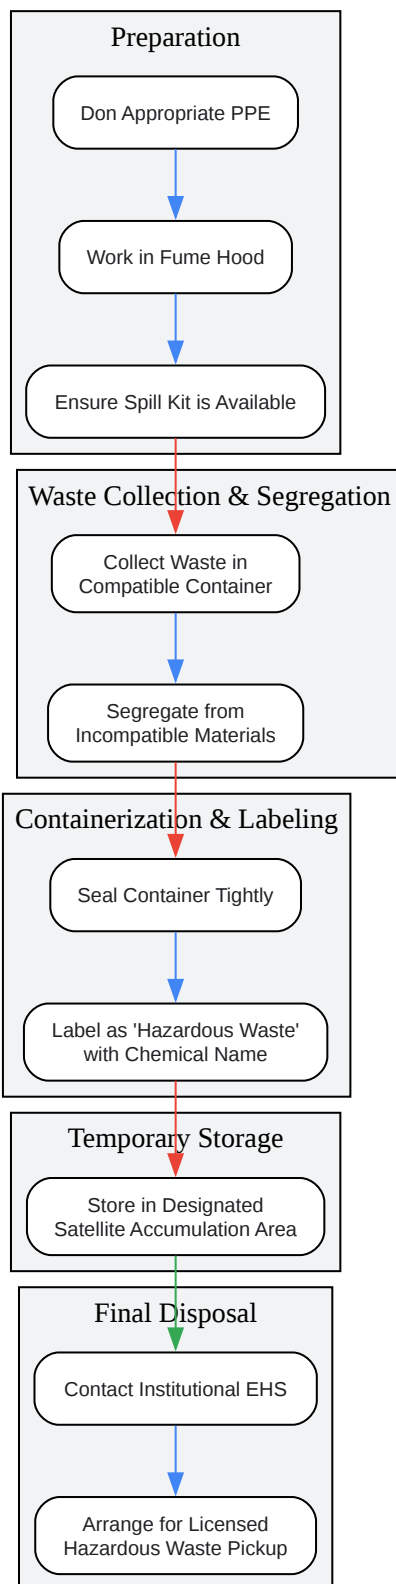 Preparation
Don Appropriate PPE
Work in Fume Hood
Ensure Spill Kit is Available
Waste Collection & Segregation
Collect Waste in
Compatible Container
Segregate from
Incompatible Materials
Containerization & Labeling
Seal Container Tightly
Label as 'Hazardous Waste'
with Chemical Name
Temporary Storage
Store in Designated
Satellite Accumulation Area
Final Disposal
Contact Institutional EHS
Arrange for Licensed
Hazardous Waste Pickup